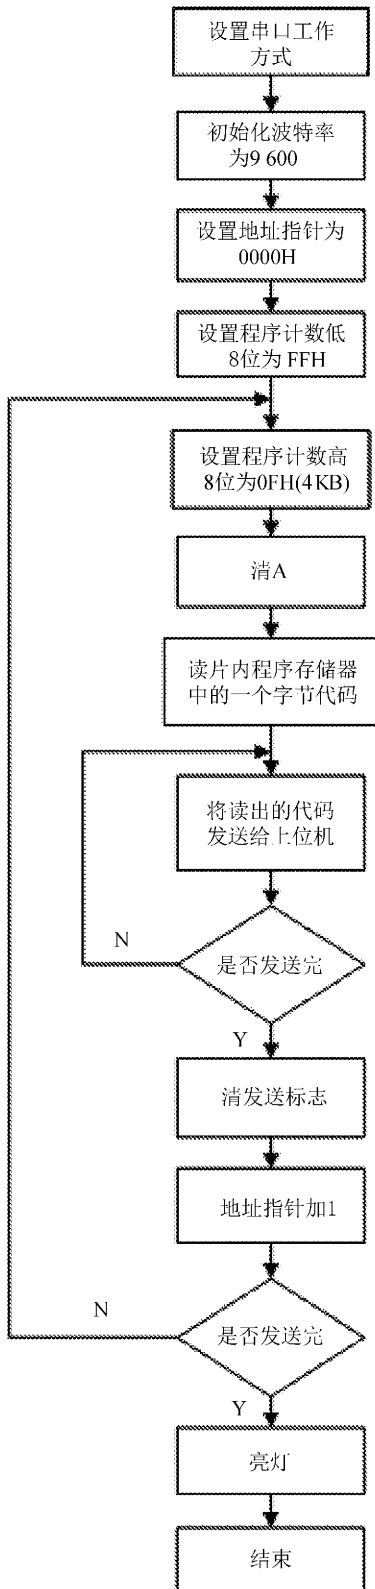 设置串口工作
方式
初始化波特率
为9 600
设置地址指针为
0000H
设置程序计数低
8位为 FFH
设置程序计数高
8位为0FH(4 KB)
清A
读片内程序存储器
中的一个字节代码
将读出的代码
发送给上位机
N
是否发送完
Y
清发送标志
地址指针加1
N
是否发送完
Y
亮灯
结束